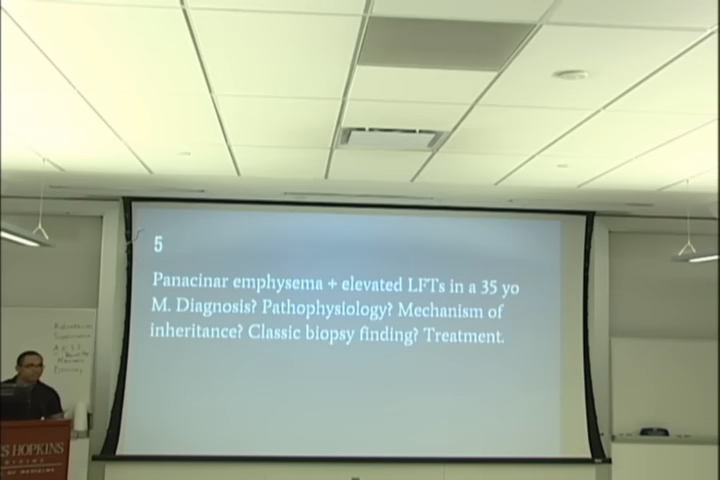 5
Panacinar emphysema + elevated LFTs in a 35 yo
M. Diagnosis? Pathophysiology? Mechanism of
inheritance? Classic biopsy finding? Treatment.
HOPKINS